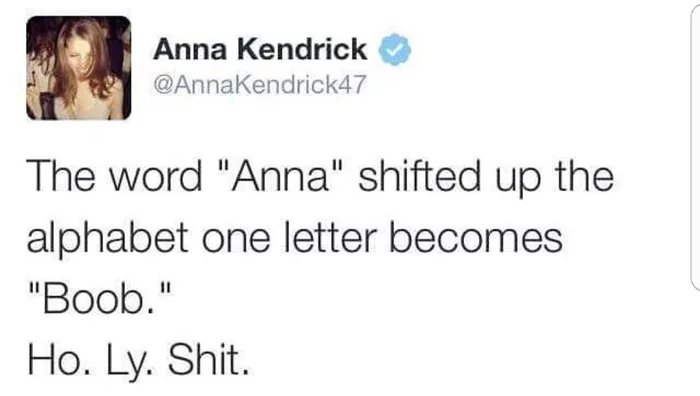 Anna Kendrick
@AnnaKendrick47
The word "Anna" shifted up the
alphabet one letter becomes
"Boob."
Ho. Ly. Shit.